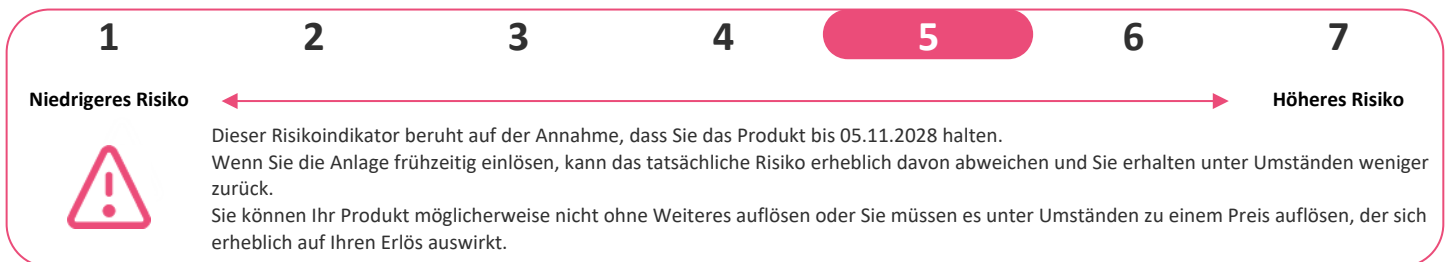 1 2 3 4 5 6 7
Niedrigeres Risiko Höheres Risiko
Dieser Risikoindikator beruht auf der Annahme, dass Sie das Produkt bis 05.11.2028 halten.
Wenn Sie die Anlage frühzeitig einlösen, kann das tatsächliche Risiko erheblich davon abweichen und Sie erhalten unter Umständen weniger
zurück.
Sie können Ihr Produkt möglicherweise nicht ohne Weiteres auflösen oder Sie müssen es unter Umständen zu einem Preis auflösen, der sich
erheblich auf Ihren Erlös auswirkt.